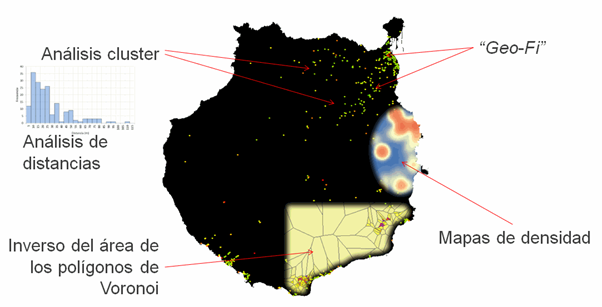 Análisis cluster
“Geo-Fi”
Análisis de
distancias
Inverso del área de
los polígonos de
Voronoi
Mapas de densidad